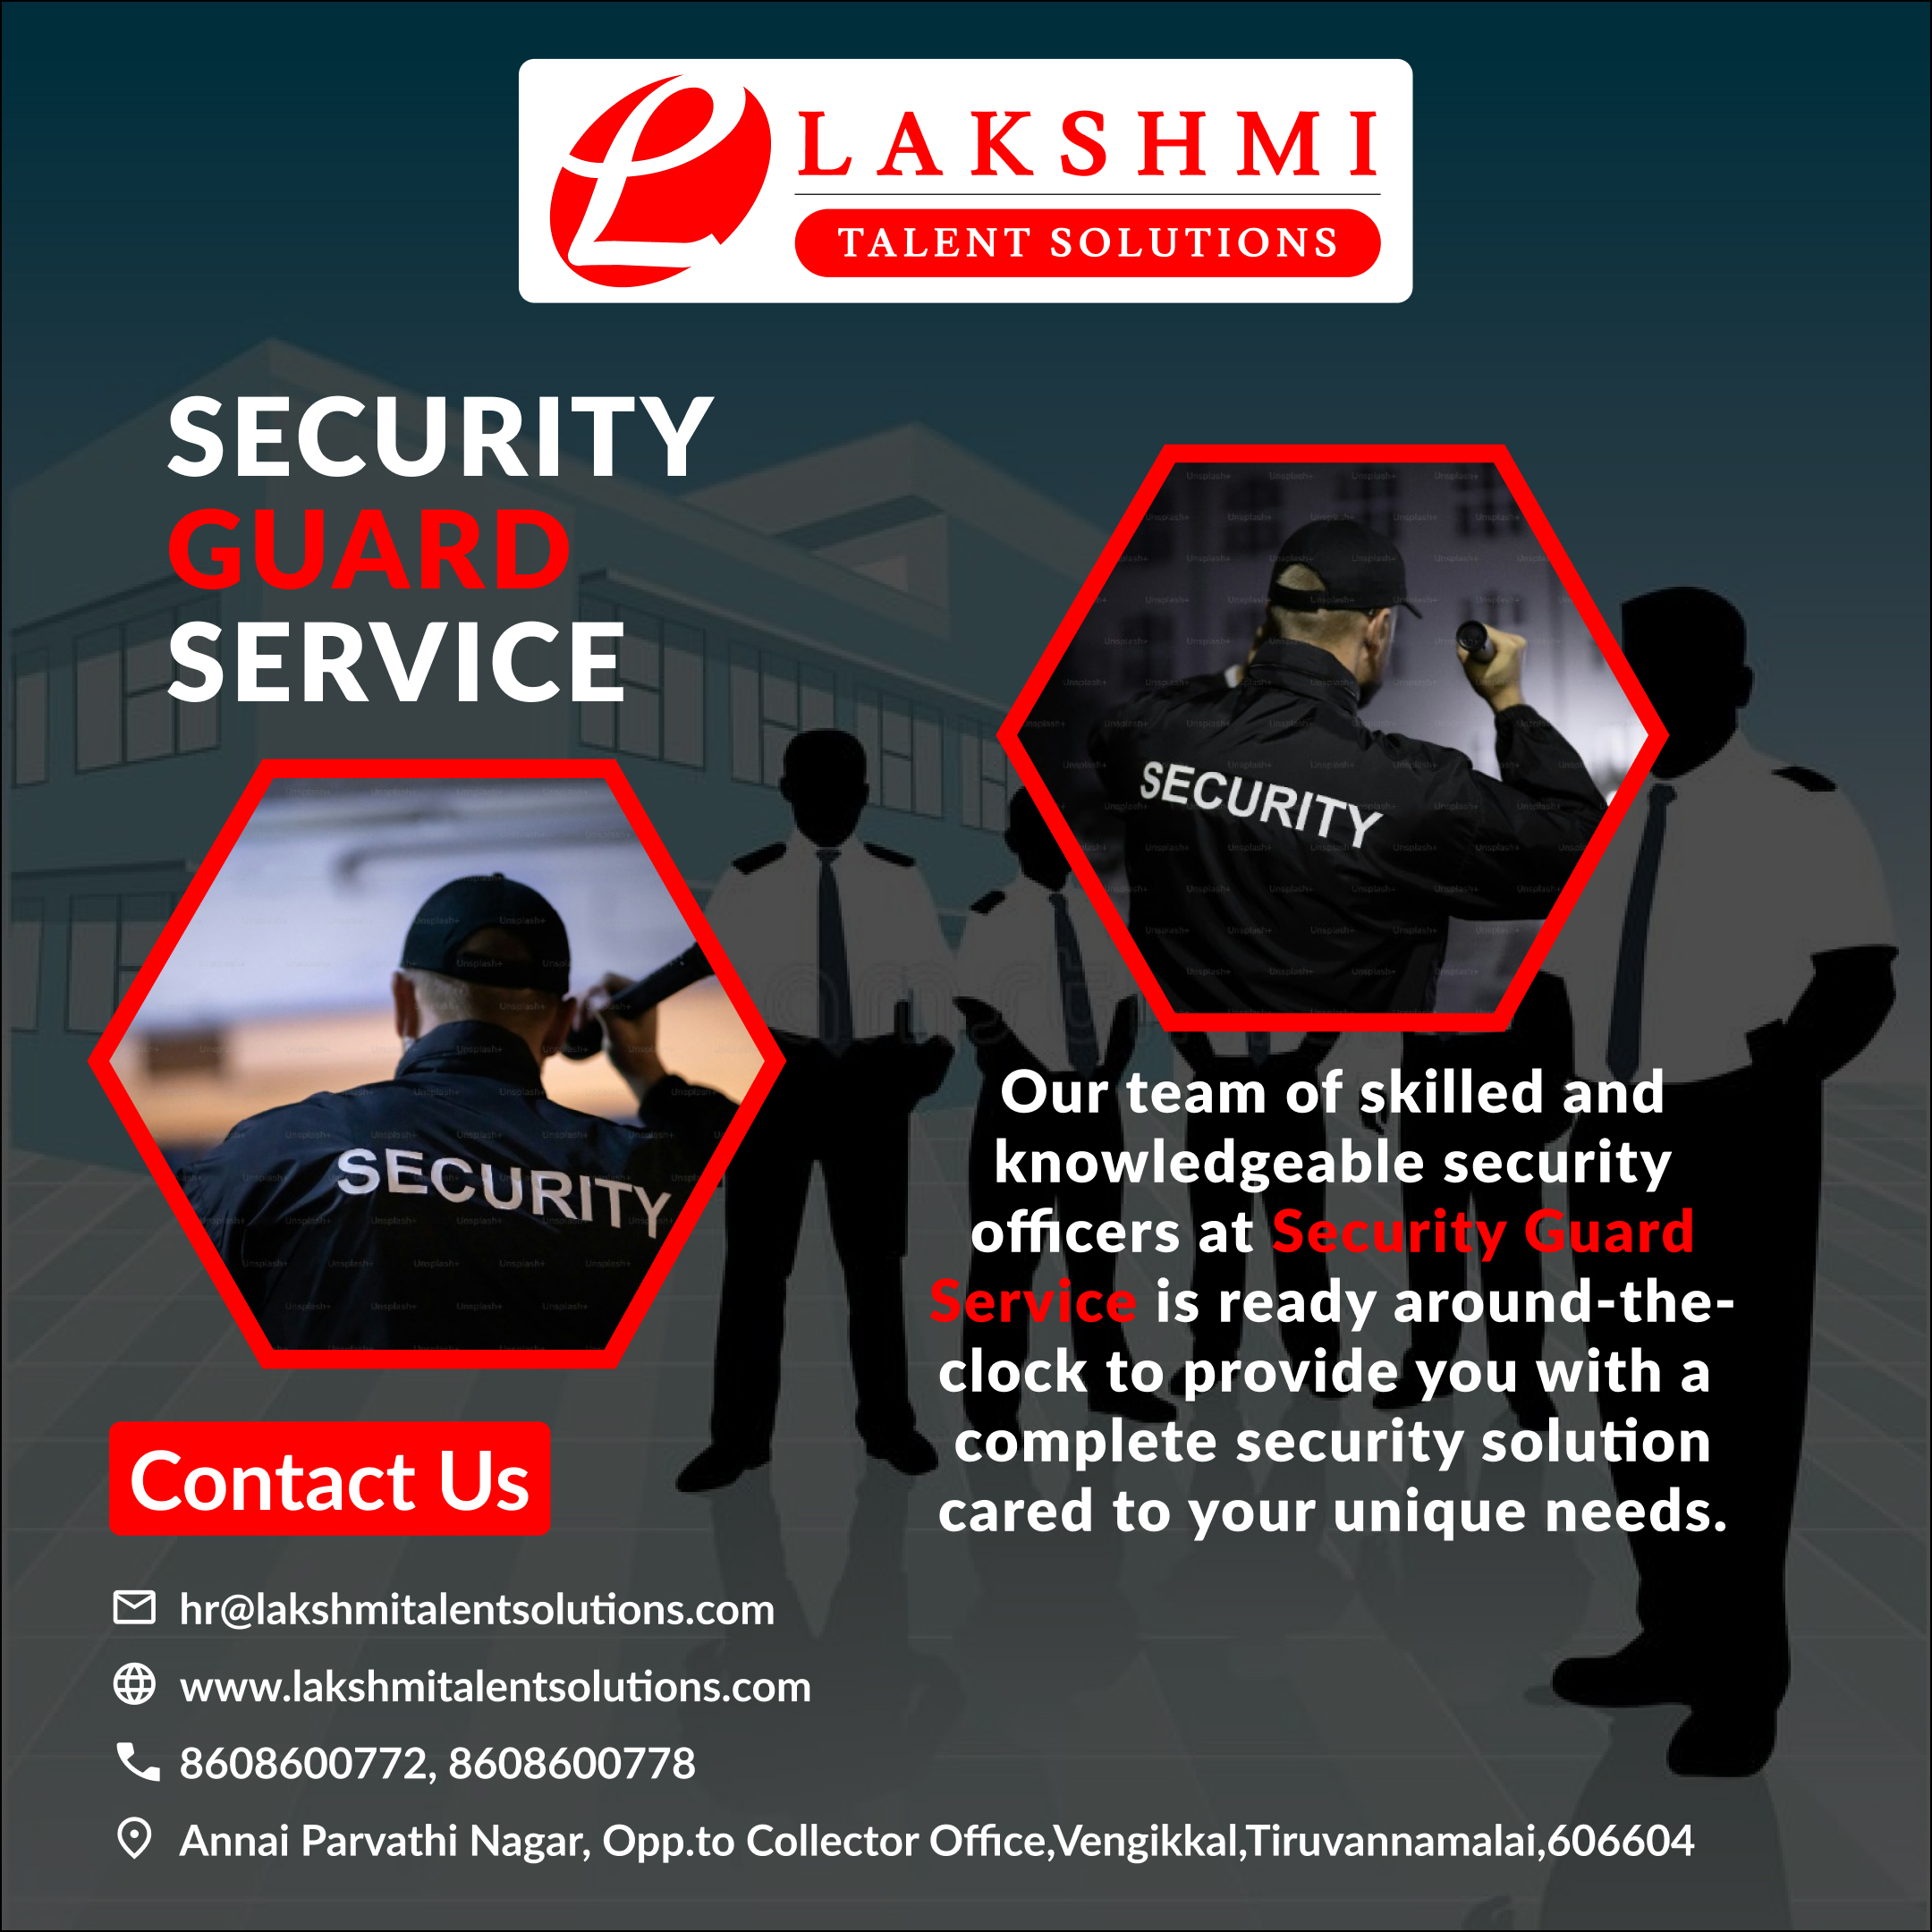 LAKSHMI
TALENT SOLUTIONS
SECURITY
GUARD
SERVICE
SECURITY
SECURITY
Our team of skilled and
knowledgeable security
officers at Security Guard
Service is ready around-the-
clock to provide you with a
complete security solution
cared to your unique needs.
Contact Us
hr@lakshmitalentsolutions.com
www.lakshmitalentsolutions.com
8608600772, 8608600778
Annai Parvathi Nagar, Opp.to Collector Office,Vengikkal,Tiruvannamalai,606604